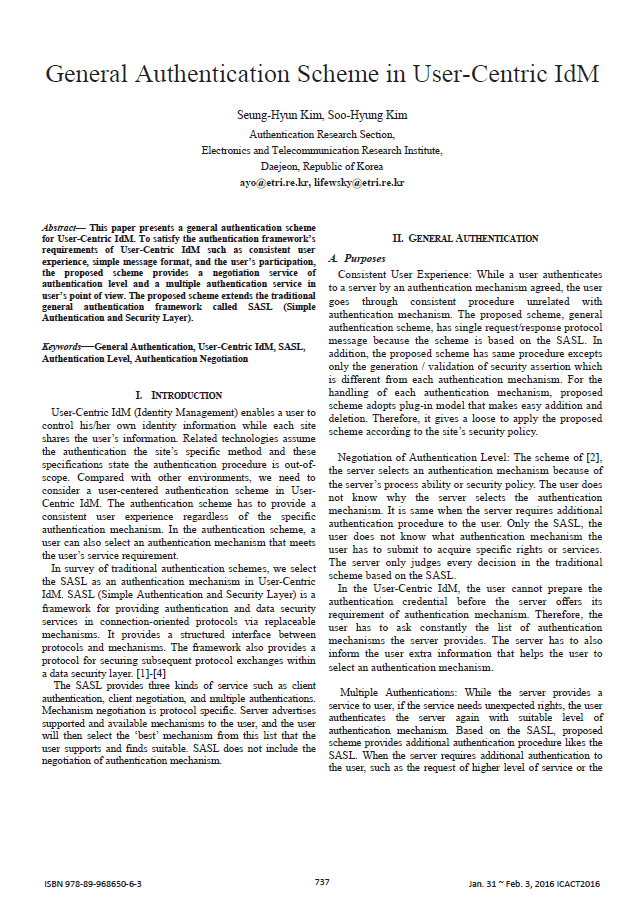 General Authentication Scheme in User-Centric IdM
Seung-Hyun Kim, Soo-Hyung Kim
Authentication Research Section,
Electronics and Telecommunication Research Institute,
Daejeon, Republic of Korea
ayo@etri.re.kr, lifewsky@etri.re.kr
Abstract— This paper presents a general authentication scheme
for User-Centric IdM. To satisfy the authentication framework's
requirements of User-Centric IdM such as consistent user
experience, simple message format, and the user's participation,
the proposed scheme provides a negotiation service of
authentication level and a multiple authentication service in
user's point of view. The proposed scheme extends the traditional
general authentication framework called SASL (Simple
Authentication and Security Layer).
Keywords—General Authentication, User-Centric IdM, SASL,
Authentication Level, Authentication Negotiation
I. INTRODUCTION
User-Centric IdM (Identity Management) enables a user to
control his/her own identity information while each site
shares the user's information. Related technologies assume
the authentication the site's specific method and these
specifications state the authentication procedure is out-of-
scope. Compared with other environments, we need to
consider a user-centered authentication scheme in User-
Centric IdM. The authentication scheme has to provide a
consistent user experience regardless of the specific
authentication mechanism. In the authentication scheme, a
user can also select an authentication mechanism that meets
the user's service requirement.
In survey of traditional authentication schemes, we select
the SASL as an authentication mechanism in User-Centric
IdM. SASL (Simple Authentication and Security Layer) is a
framework for providing authentication and data security
services in connection-oriented protocols via replaceable
mechanisms. It provides a structured interface between
protocols and mechanisms. The framework also provides a
protocol for securing subsequent protocol exchanges within
a data security layer. [1]-[4]
The SASL provides three kinds of service such as client
authentication, client negotiation, and multiple authentications.
Mechanism negotiation is protocol specific. Server advertises
supported and available mechanisms to the user, and the user
will then select the 'best' mechanism from this list that the
user supports and finds suitable. SASL does not include the
negotiation of authentication mechanism.
II. GENERAL AUTHENTICATION
A. Purposes
Consistent User Experience: While a user authenticates
to a server by an authentication mechanism agreed, the user
goes through consistent procedure unrelated with
authentication mechanism. The proposed scheme, general
authentication scheme, has single request/response protocol
message because the scheme is based on the SASL. In
addition, the proposed scheme has same procedure excepts
only the generation / validation of security assertion which
is different from each authentication mechanism. For the
handling of each authentication mechanism, proposed
scheme adopts plug-in model that makes easy addition and
deletion. Therefore, it gives a loose to apply the proposed
scheme according to the site's security policy.
Negotiation of Authentication Level: The scheme of [2],
the server selects an authentication mechanism because of
the server's process ability or security policy. The user does
not know why the server selects the authentication
mechanism. It is same when the server requires additional
authentication procedure to the user. Only the SASL, the
user does not know what authentication mechanism the
user has to submit to acquire specific rights or services.
The server only judges every decision in the traditional
scheme based on the SASL.
In the User-Centric IdM, the user cannot prepare the
authentication credential before the server offers its
requirement of authentication mechanism. Therefore, the
user has to ask constantly the list of authentication
mechanisms the server provides. The server has to also
inform the user extra information that helps the user to
select an authentication mechanism.
Multiple Authentications: While the server provides a
service to user, if the service needs unexpected rights, the user
authenticates the server again with suitable level of
authentication mechanism. Based on the SASL, proposed
scheme provides additional authentication procedure likes the
SASL. When the server requires additional authentication to
the user, such as the request of higher level of service or the
ISBN 978-89-968650-6-3
737
Jan. 31 ~ Feb. 3, 2016 ICACT2016